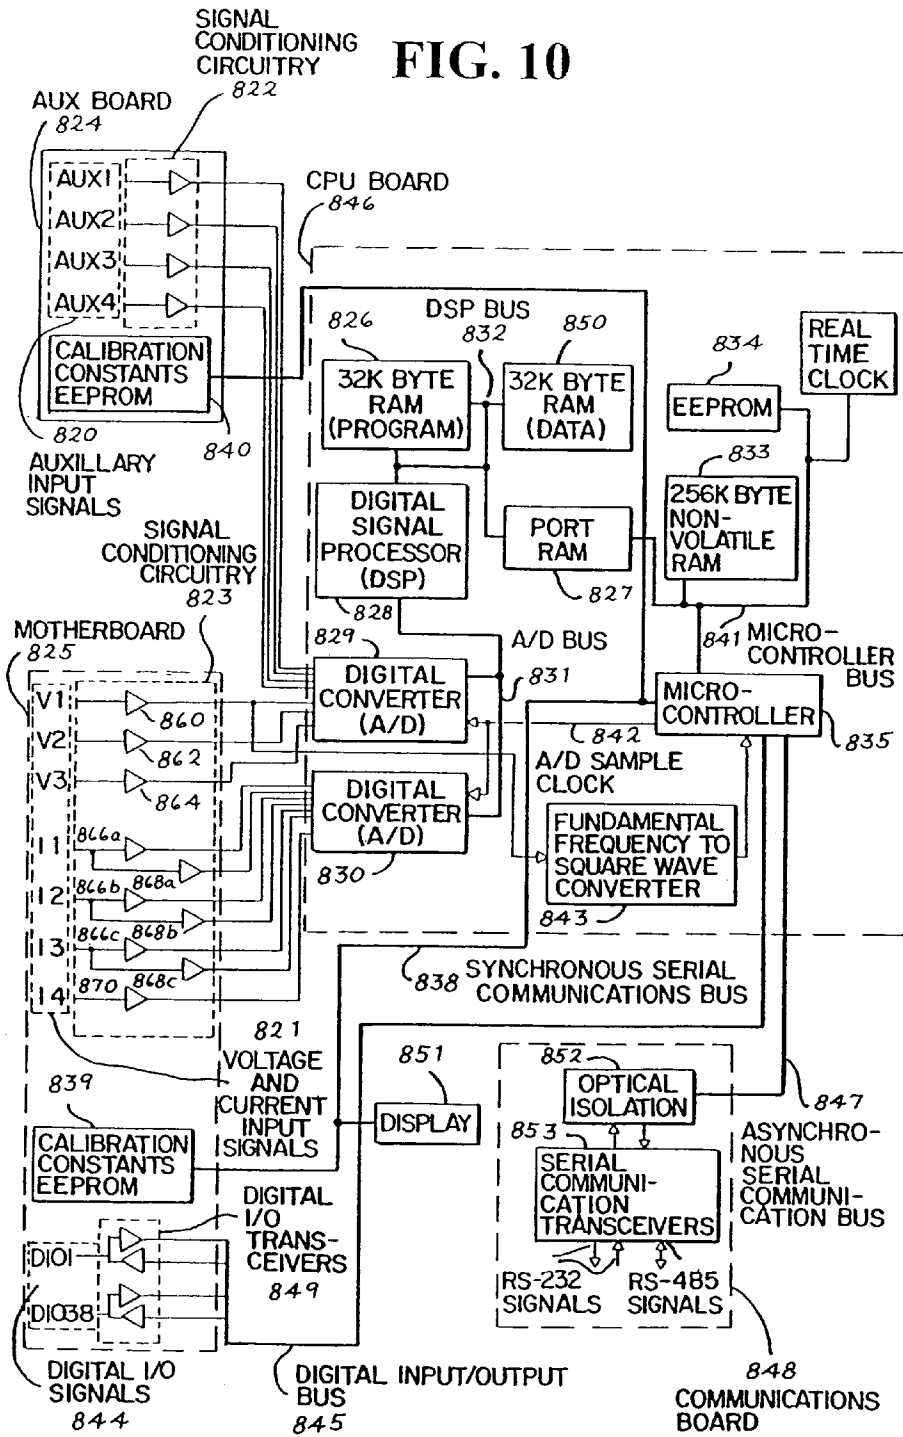 FIG. 10
SIGNAL
CONDITIONING
CIRCUITRY
822
AUX BOARD
824
AUX1
AUX2
AUX3
AUX4
CALIBRATION
CONSTANTS
EEPROM
820
840
AUXILLARY
INPUT
SIGNALS
CPU BOARD
846
DSP BUS
826
832
850
32K BYTE
RAM
(PROGRAM)
32K BYTE
RAM
(DATA)
834
EEPROM
REAL
TIME
CLOCK
833
256K BYTE
NON-
VOLATILE
RAM
DIGITAL
SIGNAL
PROCESSOR
(DSP)
828
PORT
RAM
827
841
MICRO-
CONTROLLER
BUS
SIGNAL
CONDITIONING
CIRCUITRY
823
MOTHERBOARD
825
829
A/D BUS
831
DIGITAL
CONVERTER
(A/D)
MICRO-
CONTROLLER
835
842
A/D SAMPLE
CLOCK
V1
860
V2
862
V3
864
DIGITAL
CONVERTER
(A/D)
830
FUNDAMENTAL
FREQUENCY TO
SQUARE WAVE
CONVERTER
843
I1
866a
868a
I2
866b
868b
I3
866c
868c
I4
870
838
SYNCHRONOUS SERIAL
COMMUNICATIONS BUS
821
VOLTAGE
AND
CURRENT
INPUT
SIGNALS
839
CALIBRATION
CONSTANTS
EEPROM
851
DISPLAY
852
OPTICAL
ISOLATION
847
ASYNCHRO-
NOUS
SERIAL
COMMUNI-
CATION BUS
853
SERIAL
COMMUNI-
CATION
TRANSCEIVERS
RS-232
SIGNALS
RS-485
SIGNALS
DIGITAL
I/O
TRANS-
CEIVERS
849
DIO1
DIO38
DIGITAL I/O
SIGNALS
844
DIGITAL INPUT/OUTPUT
BUS
845
848
COMMUNICATIONS
BOARD